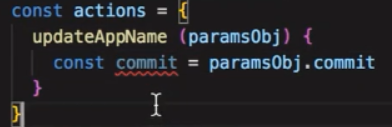 const actions = {
  updateAppName (paramsObj) {
    const commit = paramsObj.commit
  }
}